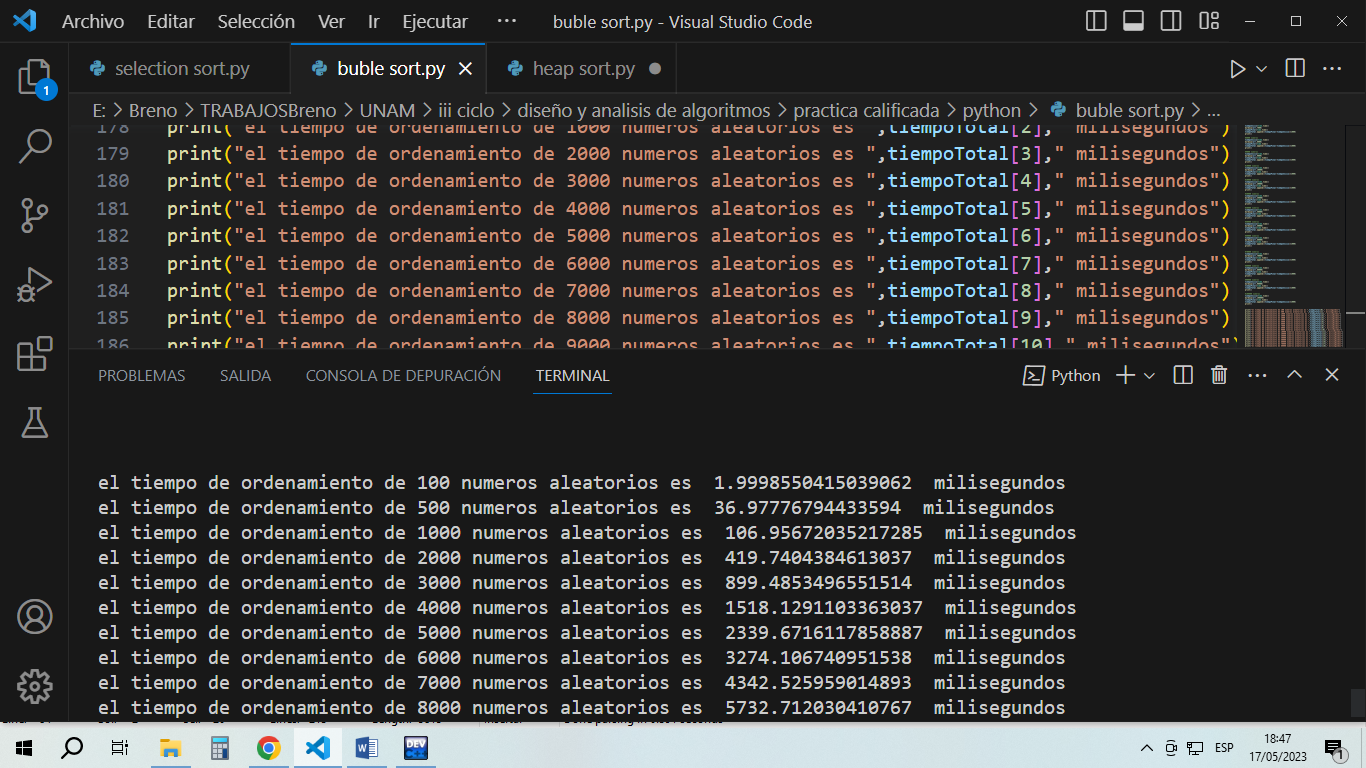 Archivo Editar Selección Ver Ir Ejecutar ··· buble sort.py - Visual Studio Code
selection sort.py buble sort.py heap sort.py
E: > Breno > TRABAJOSBreno > UNAM > iii ciclo > diseño y analisis de algoritmos > practica calificada > python > buble sort.py > ...
178 print("el tiempo de ordenamiento de 1000 numeros aleatorios es ",tiempoTotal[2]," milisegundos")
179 print("el tiempo de ordenamiento de 2000 numeros aleatorios es ",tiempoTotal[3]," milisegundos")
180 print("el tiempo de ordenamiento de 3000 numeros aleatorios es ",tiempoTotal[4]," milisegundos")
181 print("el tiempo de ordenamiento de 4000 numeros aleatorios es ",tiempoTotal[5]," milisegundos")
182 print("el tiempo de ordenamiento de 5000 numeros aleatorios es ",tiempoTotal[6]," milisegundos")
183 print("el tiempo de ordenamiento de 6000 numeros aleatorios es ",tiempoTotal[7]," milisegundos")
184 print("el tiempo de ordenamiento de 7000 numeros aleatorios es ",tiempoTotal[8]," milisegundos")
185 print("el tiempo de ordenamiento de 8000 numeros aleatorios es ",tiempoTotal[9]," milisegundos")
186 print("el tiempo de ordenamiento de 9000 numeros aleatorios es ",tiempoTotal[10]," milisegundos")
1
PROBLEMAS SALIDA CONSOLA DE DEPURACIÓN TERMINAL Python
el tiempo de ordenamiento de 100 numeros aleatorios es  1.9998550415039062  milisegundos
el tiempo de ordenamiento de 500 numeros aleatorios es  36.97776794433594  milisegundos
el tiempo de ordenamiento de 1000 numeros aleatorios es  106.95672035217285  milisegundos
el tiempo de ordenamiento de 2000 numeros aleatorios es  419.7404384613037  milisegundos
el tiempo de ordenamiento de 3000 numeros aleatorios es  899.4853496551514  milisegundos
el tiempo de ordenamiento de 4000 numeros aleatorios es  1518.1291103363037  milisegundos
el tiempo de ordenamiento de 5000 numeros aleatorios es  2339.6716117858887  milisegundos
el tiempo de ordenamiento de 6000 numeros aleatorios es  3274.106740951538  milisegundos
el tiempo de ordenamiento de 7000 numeros aleatorios es  4342.525959014893  milisegundos
el tiempo de ordenamiento de 8000 numeros aleatorios es  5732.712030410767  milisegundos
DEV C++
ESP
18:47
17/05/2023
1